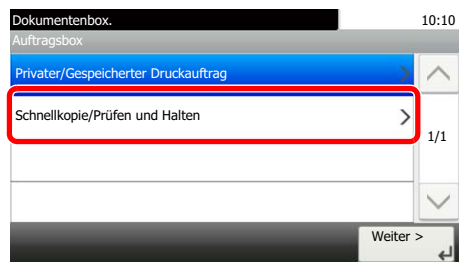 Dokumentenbox.
10:10
Auftragsbox
Privater/Gespeicherter Druckauftrag
Schnellkopie/Prüfen und Halten
1/1
Weiter >